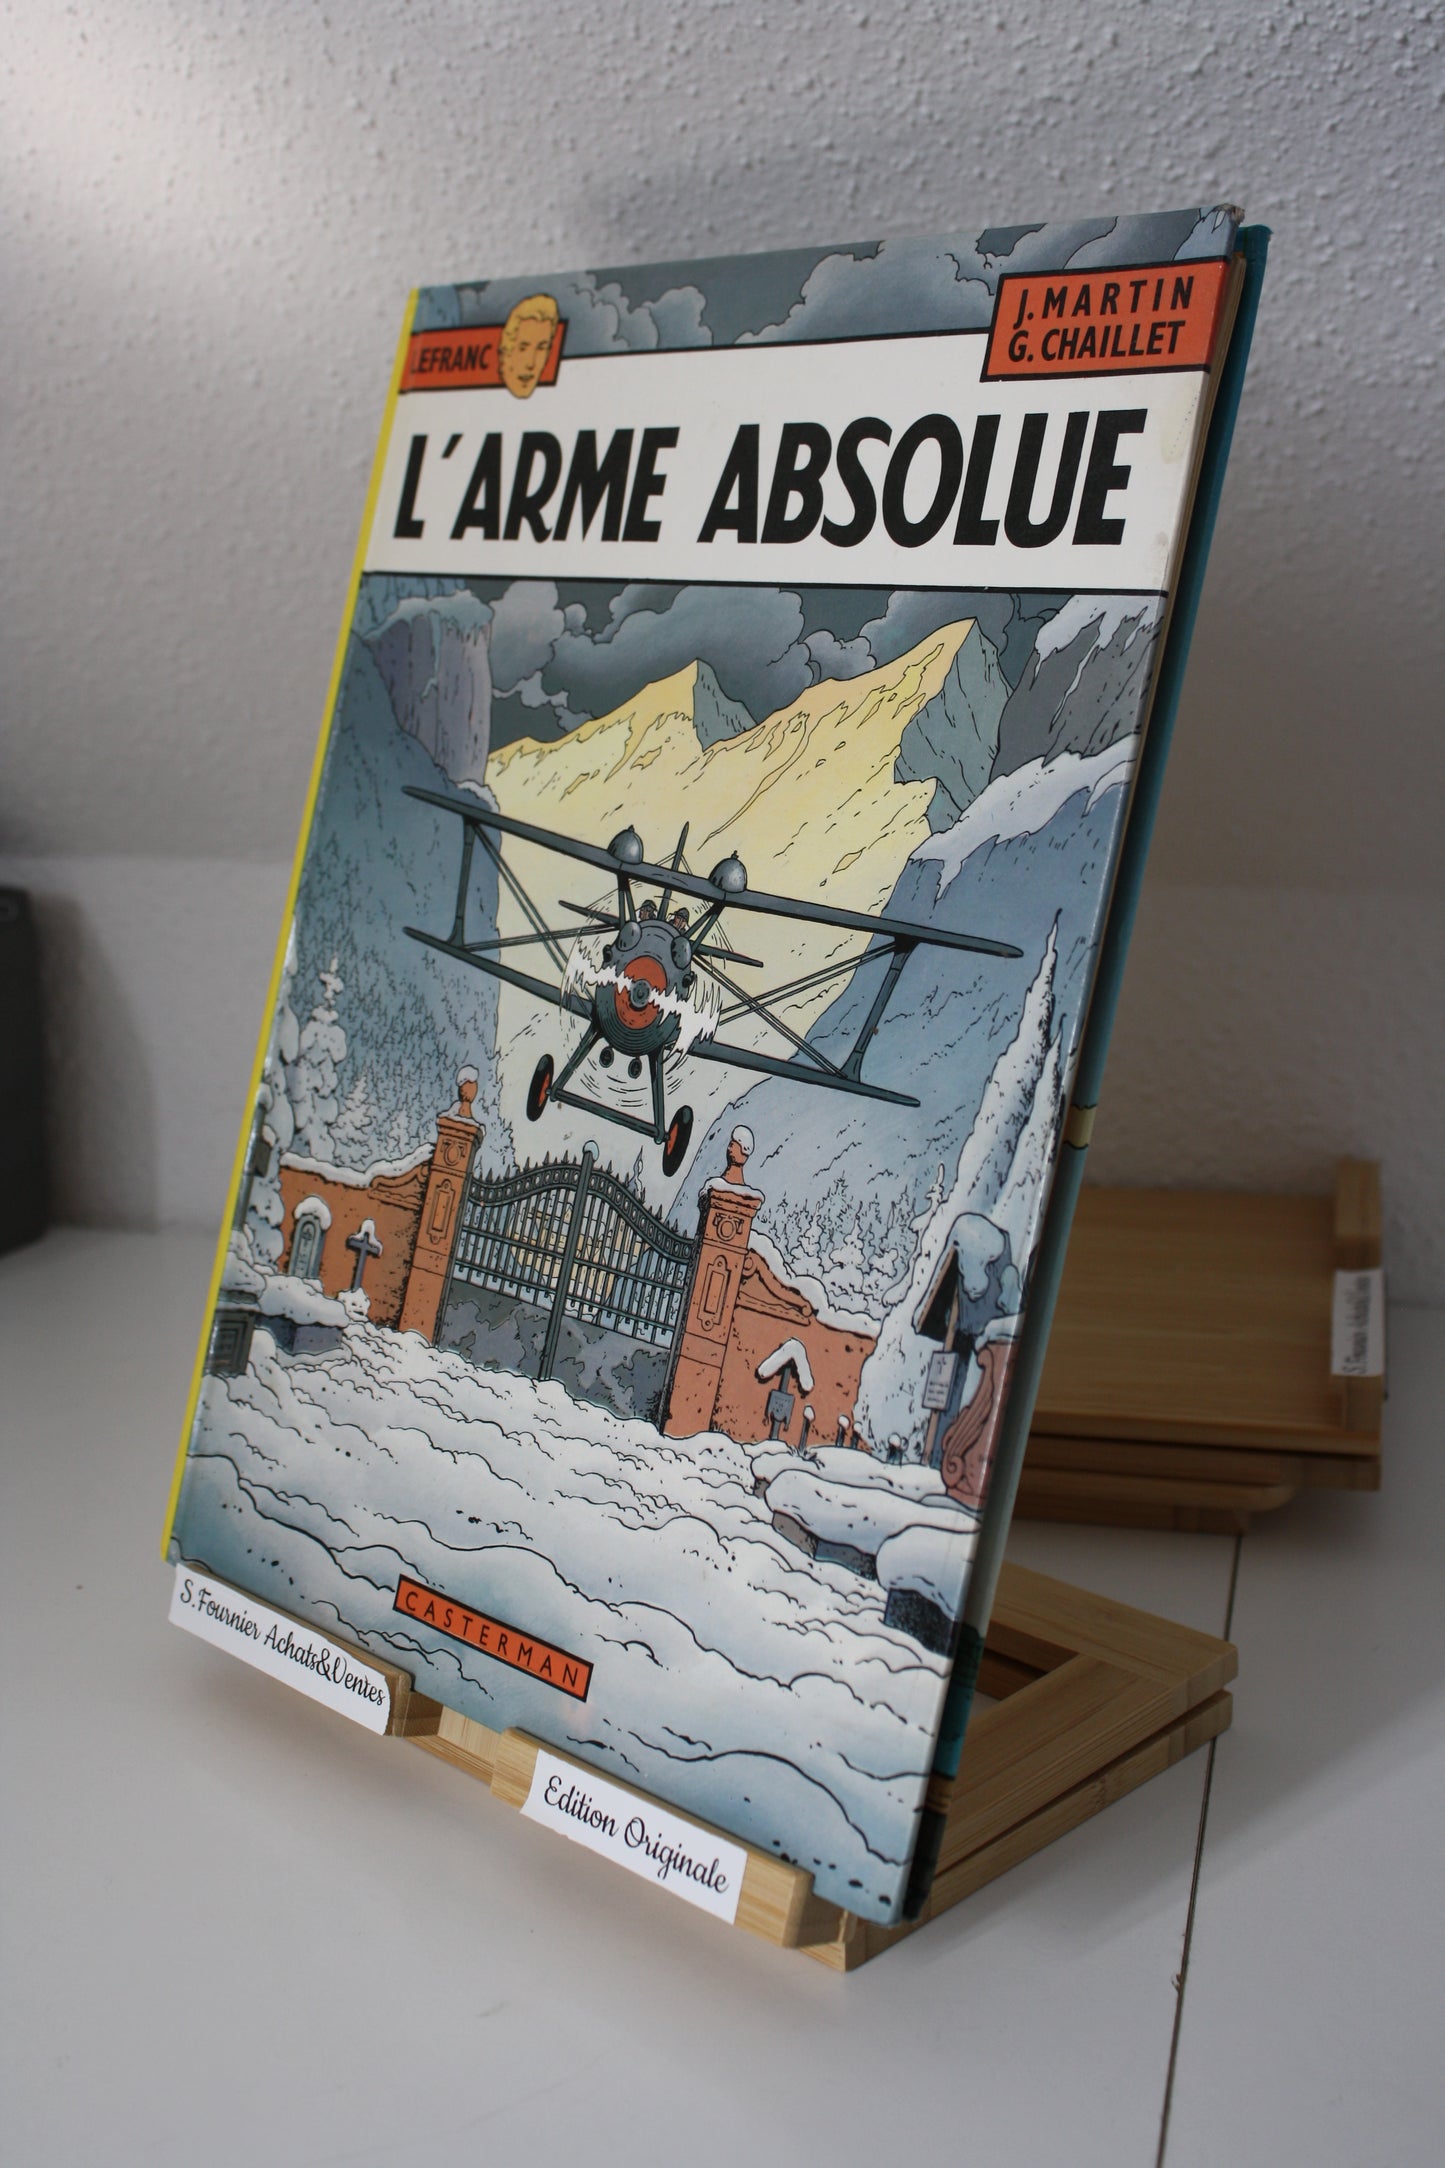 LEFRANC
J. MARTIN
G. CHAILLET
L'ARME ABSOLUE
CASTERMAN
S.Fournier Achats&Ventes
Edition Originale